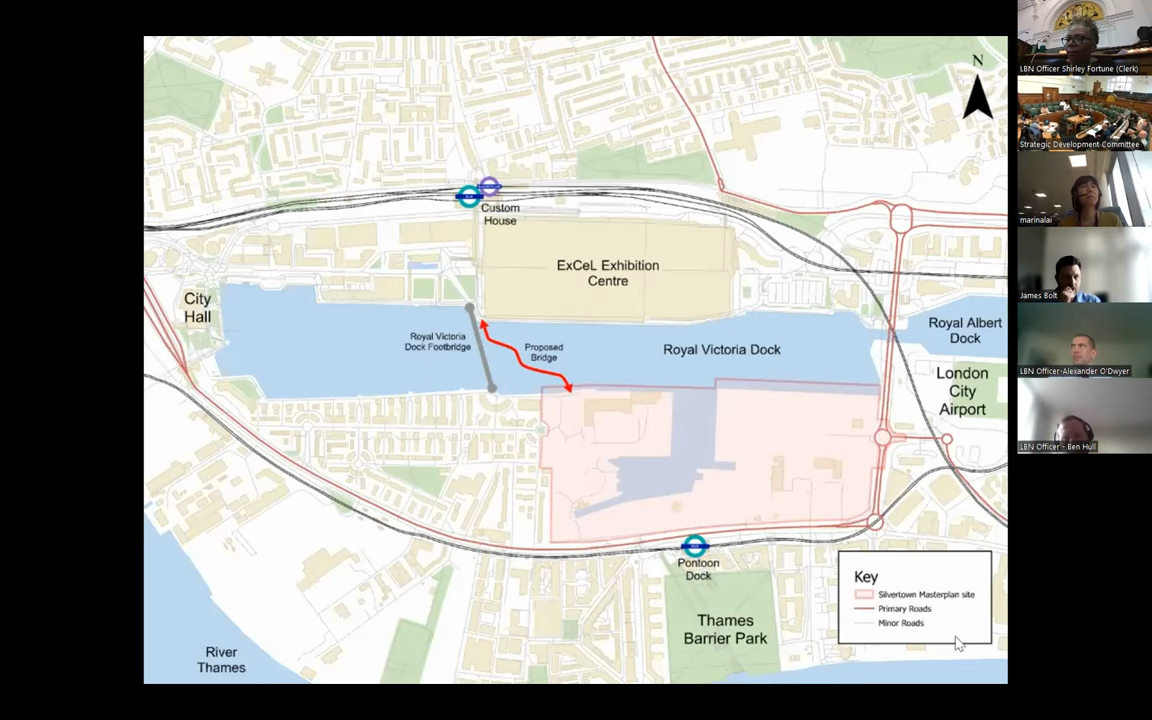 N
Custom
House
ExCeL Exhibition
Centre
City
Hall
Royal Victoria
Dock Footbridge
Proposed
Bridge
Royal Victoria Dock
Royal Albert
Dock
London
City
Airport
Pontoon
Dock
Thames
Barrier Park
River
Thames
Key
Silvertown Masterplan site
Primary Roads
Minor Roads
LBN Officer Shirley Fortune (Clerk)
Strategic Development Committee
marinalai
James Bolt
LBN Officer-Alexander O'Dwyer
LBN Officer - Ben Hull